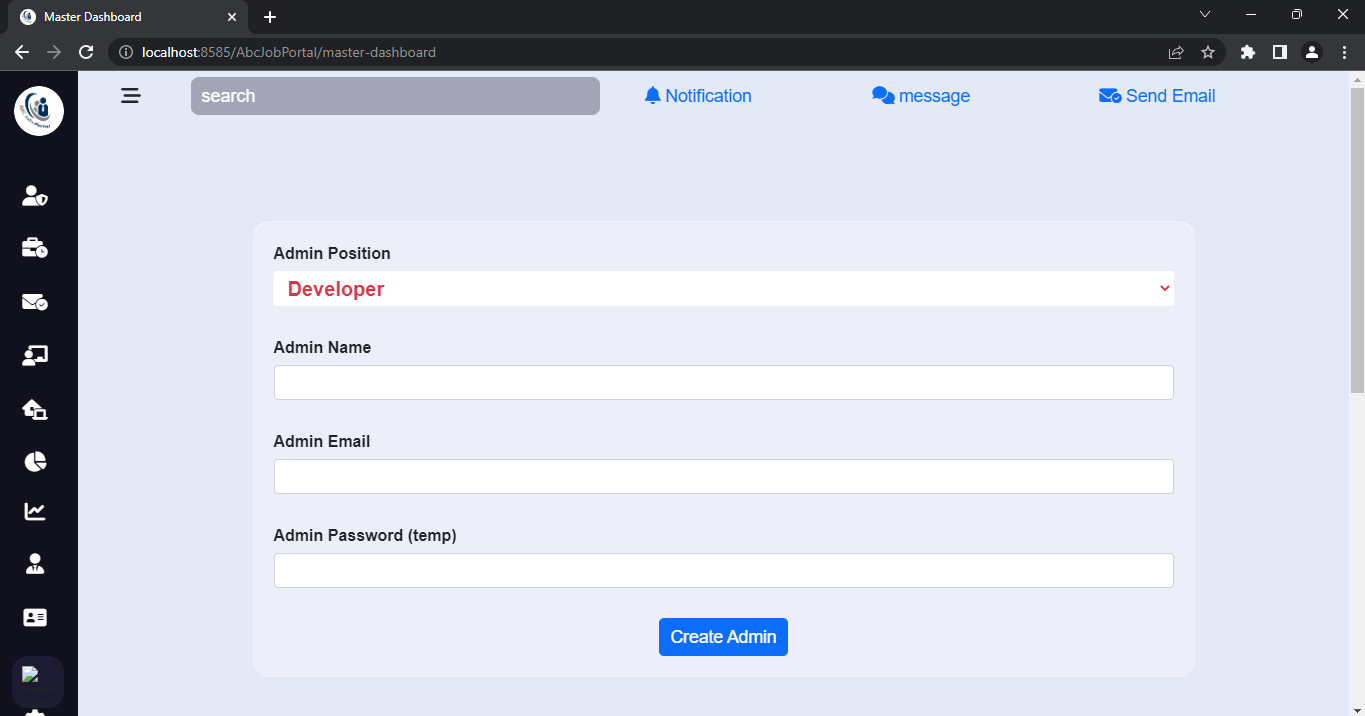 Master Dashboard
localhost:8585/AbcJobPortal/master-dashboard
search
Notification
message
Send Email
Admin Position
Developer
Admin Name
Admin Email
Admin Password (temp)
Create Admin